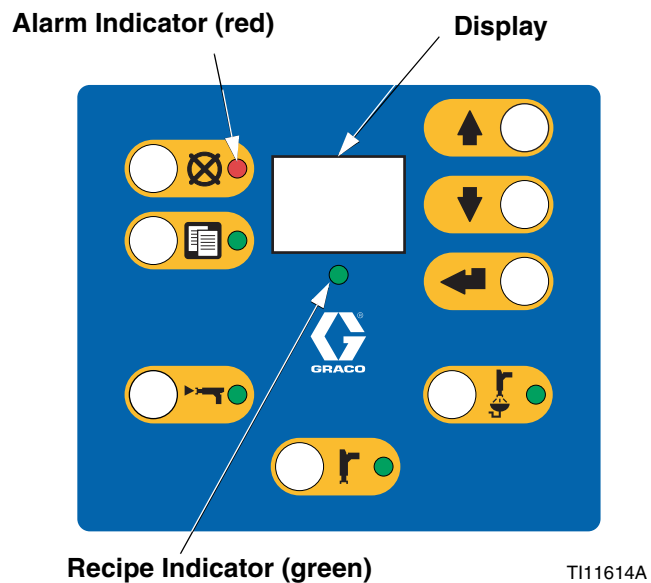 Alarm Indicator (red)
Display
®
GRACO
Recipe Indicator (green)
TI11614A